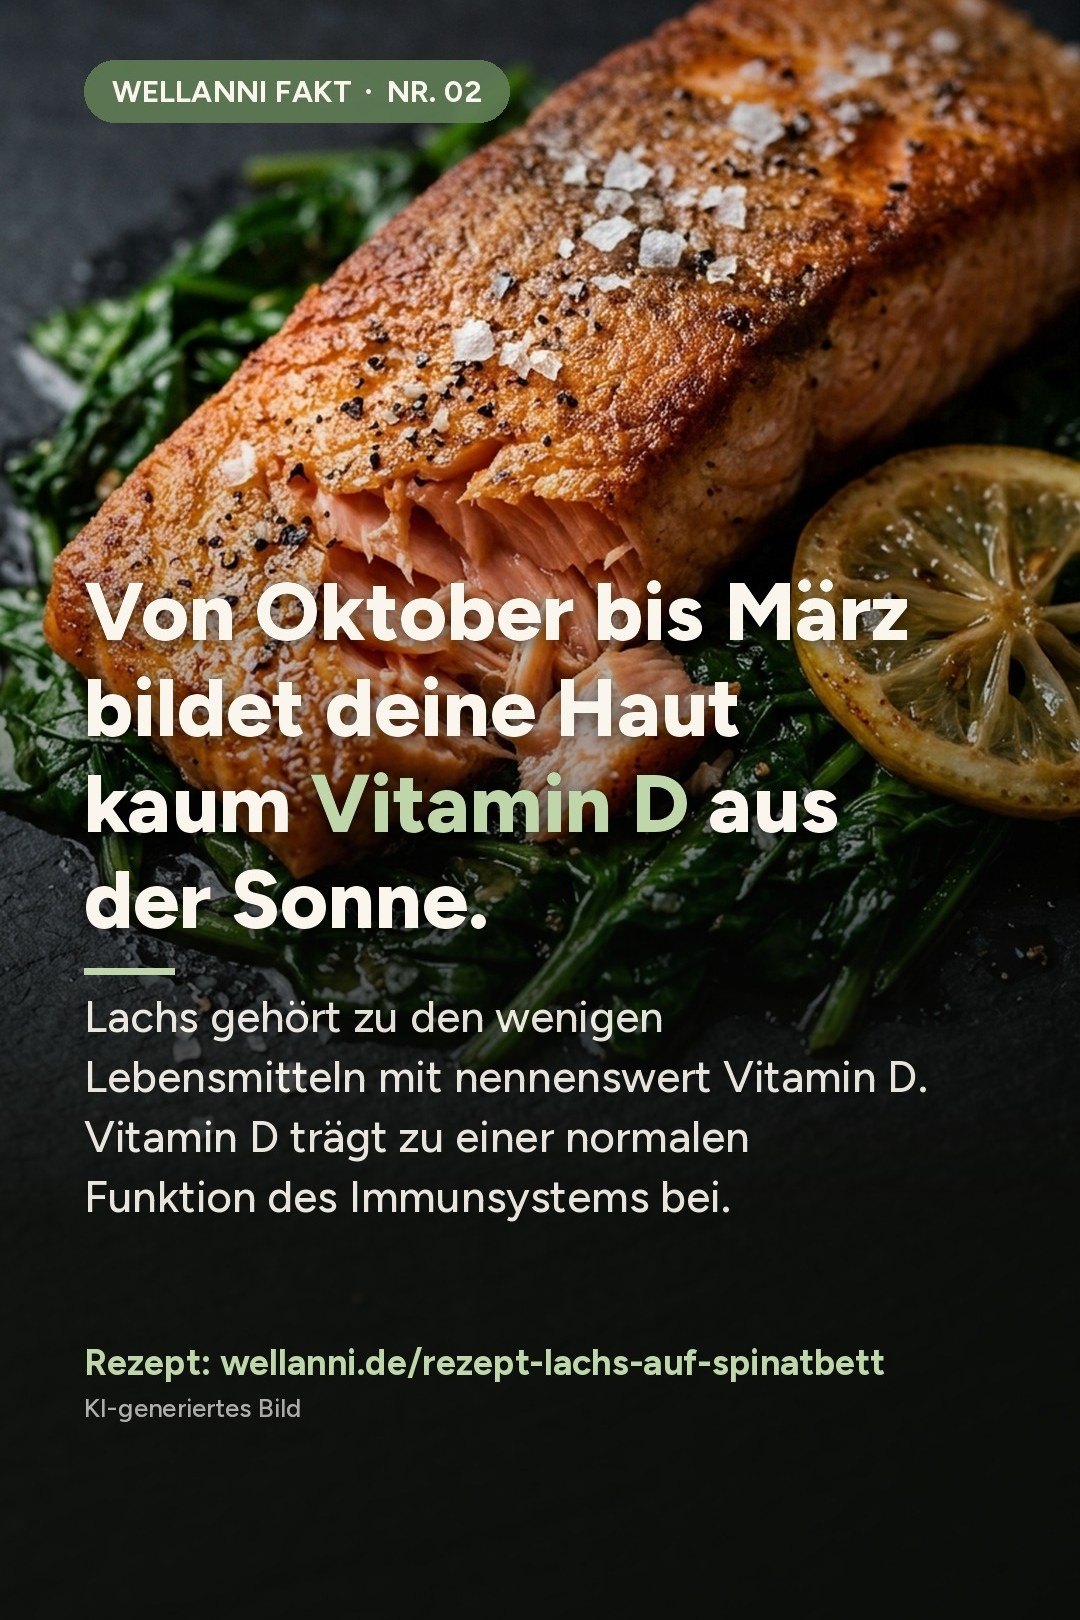 WELLANNI FAKT · NR. 02
Von Oktober bis März
bildet deine Haut
kaum Vitamin D aus
der Sonne.
Lachs gehört zu den wenigen
Lebensmitteln mit nennenswert Vitamin D.
Vitamin D trägt zu einer normalen
Funktion des Immunsystems bei.
Rezept: wellanni.de/rezept-lachs-auf-spinatbett
KI-generiertes Bild